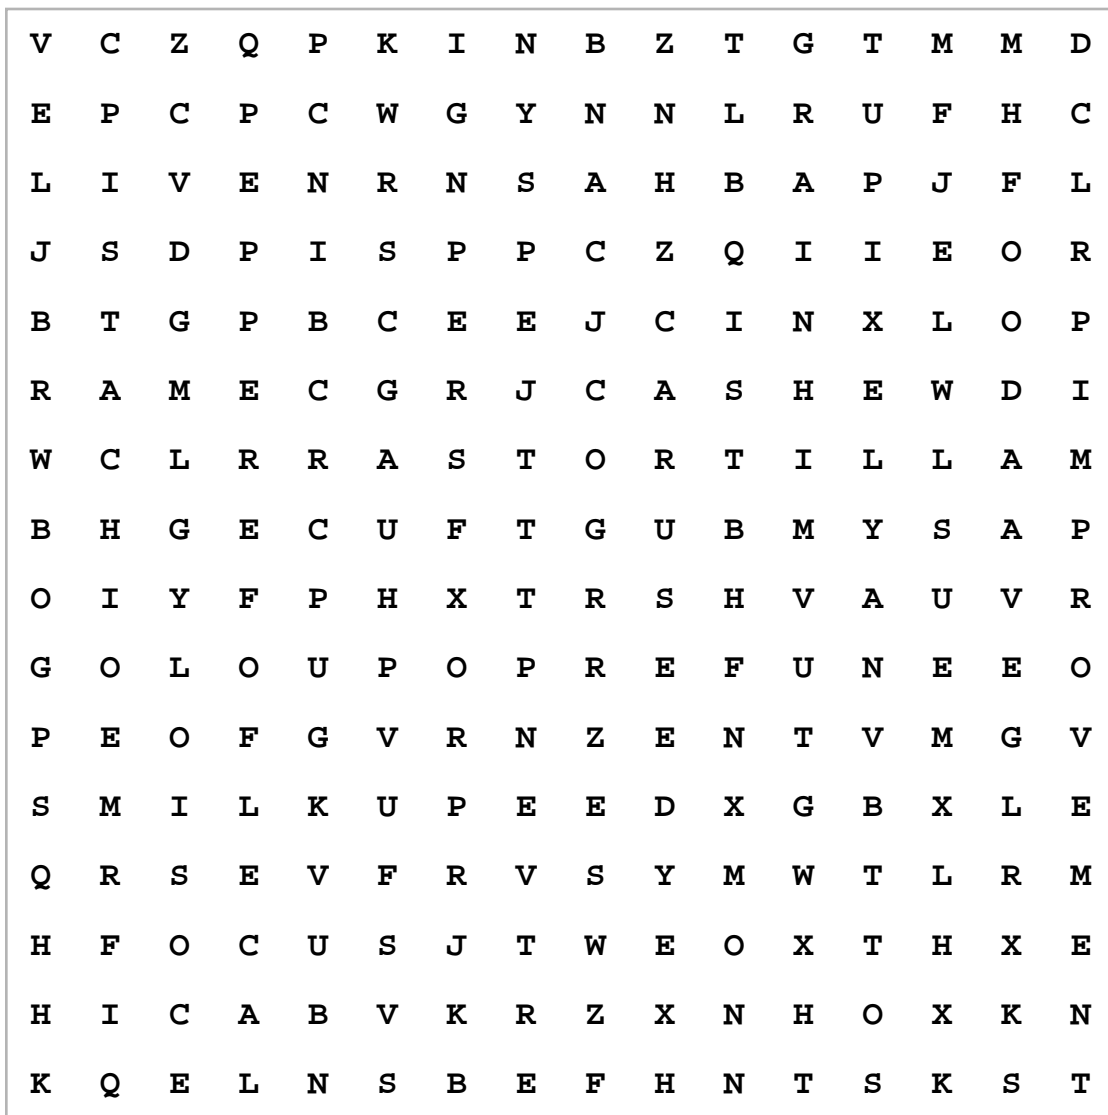 V C Z Q P K I N B Z T G T M M D
E P C P C W G Y N N L R U F H C
L I V E N R N S A H B A P J F L
J S D P I S P P C Z Q I I E O R
B T G P B C E E J C I N X L O P
R A M E C G R J C A S H E W D I
W C L R R A S T O R T I L L A M
B H G E C U F T G U B M Y S A P
O I Y F P H X T R S H V A U V R
G O L O U P O P R E F U N E E O
P E O F G V R N Z E N T V M G V
S M I L K U P E E D X G B X L E
Q R S E V F R V S Y M W T L R M
H F O C U S J T W E O X T H X E
H I C A B V K R Z X N H O X K N
K Q E L N S B E F H N T S K S T